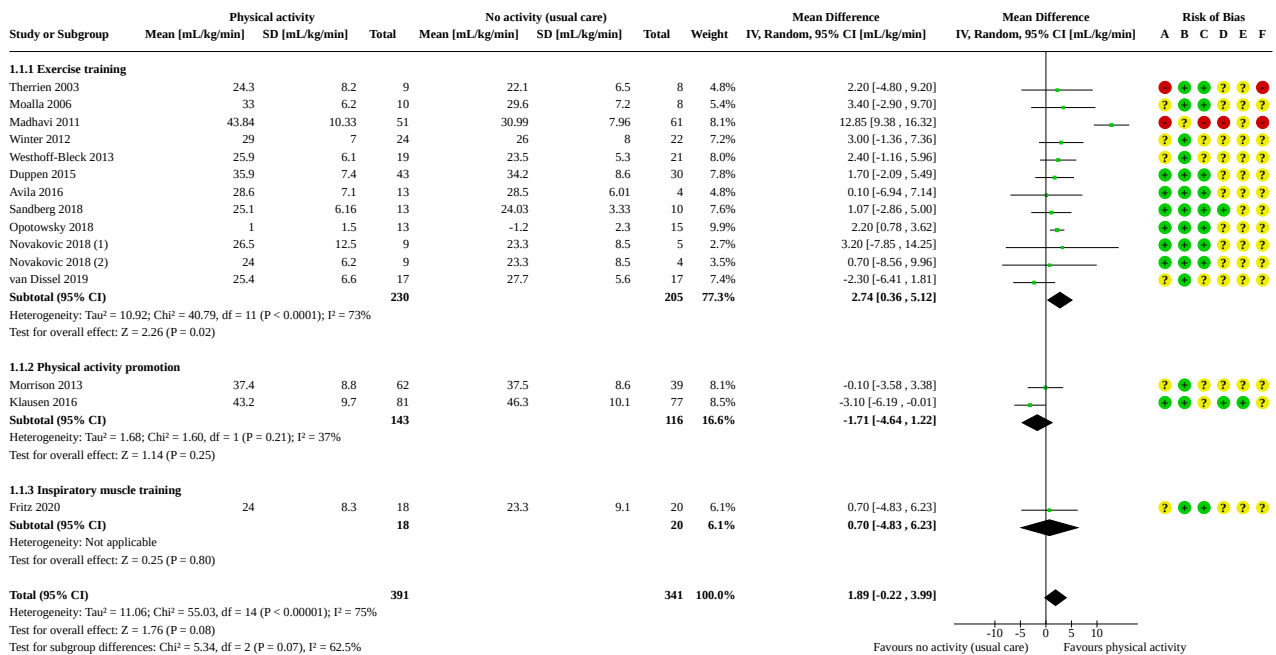 Physical activity No activity (usual care) Mean Difference Mean Difference Risk of Bias
Study or Subgroup Mean [mL/kg/min] SD [mL/kg/min] Total Mean [mL/kg/min] SD [mL/kg/min] Total Weight IV, Random, 95% CI [mL/kg/min] IV, Random, 95% CI [mL/kg/min] A B C D E F
1.1.1 Exercise training
Therrien 2003 24.3 8.2 9 22.1 6.5 8 4.8% 2.20 [-4.80 , 9.20] - + + ? ? -
Moalla 2006 33 6.2 10 29.6 7.2 8 5.4% 3.40 [-2.90 , 9.70] ? + + ? ? ?
Madhavi 2011 43.84 10.33 51 30.99 7.96 61 8.1% 12.85 [9.38 , 16.32] - ? - - ? -
Winter 2012 29 7 24 26 8 22 7.2% 3.00 [-1.36 , 7.36] ? + ? ? ? ?
Westhoff-Bleck 2013 25.9 6.1 19 23.5 5.3 21 8.0% 2.40 [-1.16 , 5.96] ? + ? ? ? ?
Duppen 2015 35.9 7.4 43 34.2 8.6 30 7.8% 1.70 [-2.09 , 5.49] + + + ? ? ?
Avila 2016 28.6 7.1 13 28.5 6.01 4 4.8% 0.10 [-6.94 , 7.14] + + + ? ? ?
Sandberg 2018 25.1 6.16 13 24.03 3.33 10 7.6% 1.07 [-2.86 , 5.00] + + + + ? ?
Opotowsky 2018 1 1.5 13 -1.2 2.3 15 9.9% 2.20 [0.78 , 3.62] + + + ? ? ?
Novakovic 2018 (1) 26.5 12.5 9 23.3 8.5 5 2.7% 3.20 [-7.85 , 14.25] + + + ? ? ?
Novakovic 2018 (2) 24 6.2 9 23.3 8.5 4 3.5% 0.70 [-8.56 , 9.96] + + + ? ? ?
van Dissel 2019 25.4 6.6 17 27.7 5.6 17 7.4% -2.30 [-6.41 , 1.81] ? + ? ? ? ?
Subtotal (95% CI) 230 205 77.3% 2.74 [0.36 , 5.12]
Heterogeneity: Tau² = 10.92; Chi² = 40.79, df = 11 (P < 0.0001); I² = 73%
Test for overall effect: Z = 2.26 (P = 0.02)
1.1.2 Physical activity promotion
Morrison 2013 37.4 8.8 62 37.5 8.6 39 8.1% -0.10 [-3.58 , 3.38] ? + ? ? ? ?
Klausen 2016 43.2 9.7 81 46.3 10.1 77 8.5% -3.10 [-6.19 , -0.01] + + ? + + ?
Subtotal (95% CI) 143 116 16.6% -1.71 [-4.64 , 1.22]
Heterogeneity: Tau² = 1.68; Chi² = 1.60, df = 1 (P = 0.21); I² = 37%
Test for overall effect: Z = 1.14 (P = 0.25)
1.1.3 Inspiratory muscle training
Fritz 2020 24 8.3 18 23.3 9.1 20 6.1% 0.70 [-4.83 , 6.23] ? + + ? ? ?
Subtotal (95% CI) 18 20 6.1% 0.70 [-4.83 , 6.23]
Heterogeneity: Not applicable
Test for overall effect: Z = 0.25 (P = 0.80)
Total (95% CI) 391 341 100.0% 1.89 [-0.22 , 3.99]
Heterogeneity: Tau² = 11.06; Chi² = 55.03, df = 14 (P < 0.00001); I² = 75%
Test for overall effect: Z = 1.76 (P = 0.08) -10 -5 0 5 10
Test for subgroup differences: Chi² = 5.34, df = 2 (P = 0.07), I² = 62.5% Favours no activity (usual care) Favours physical activity